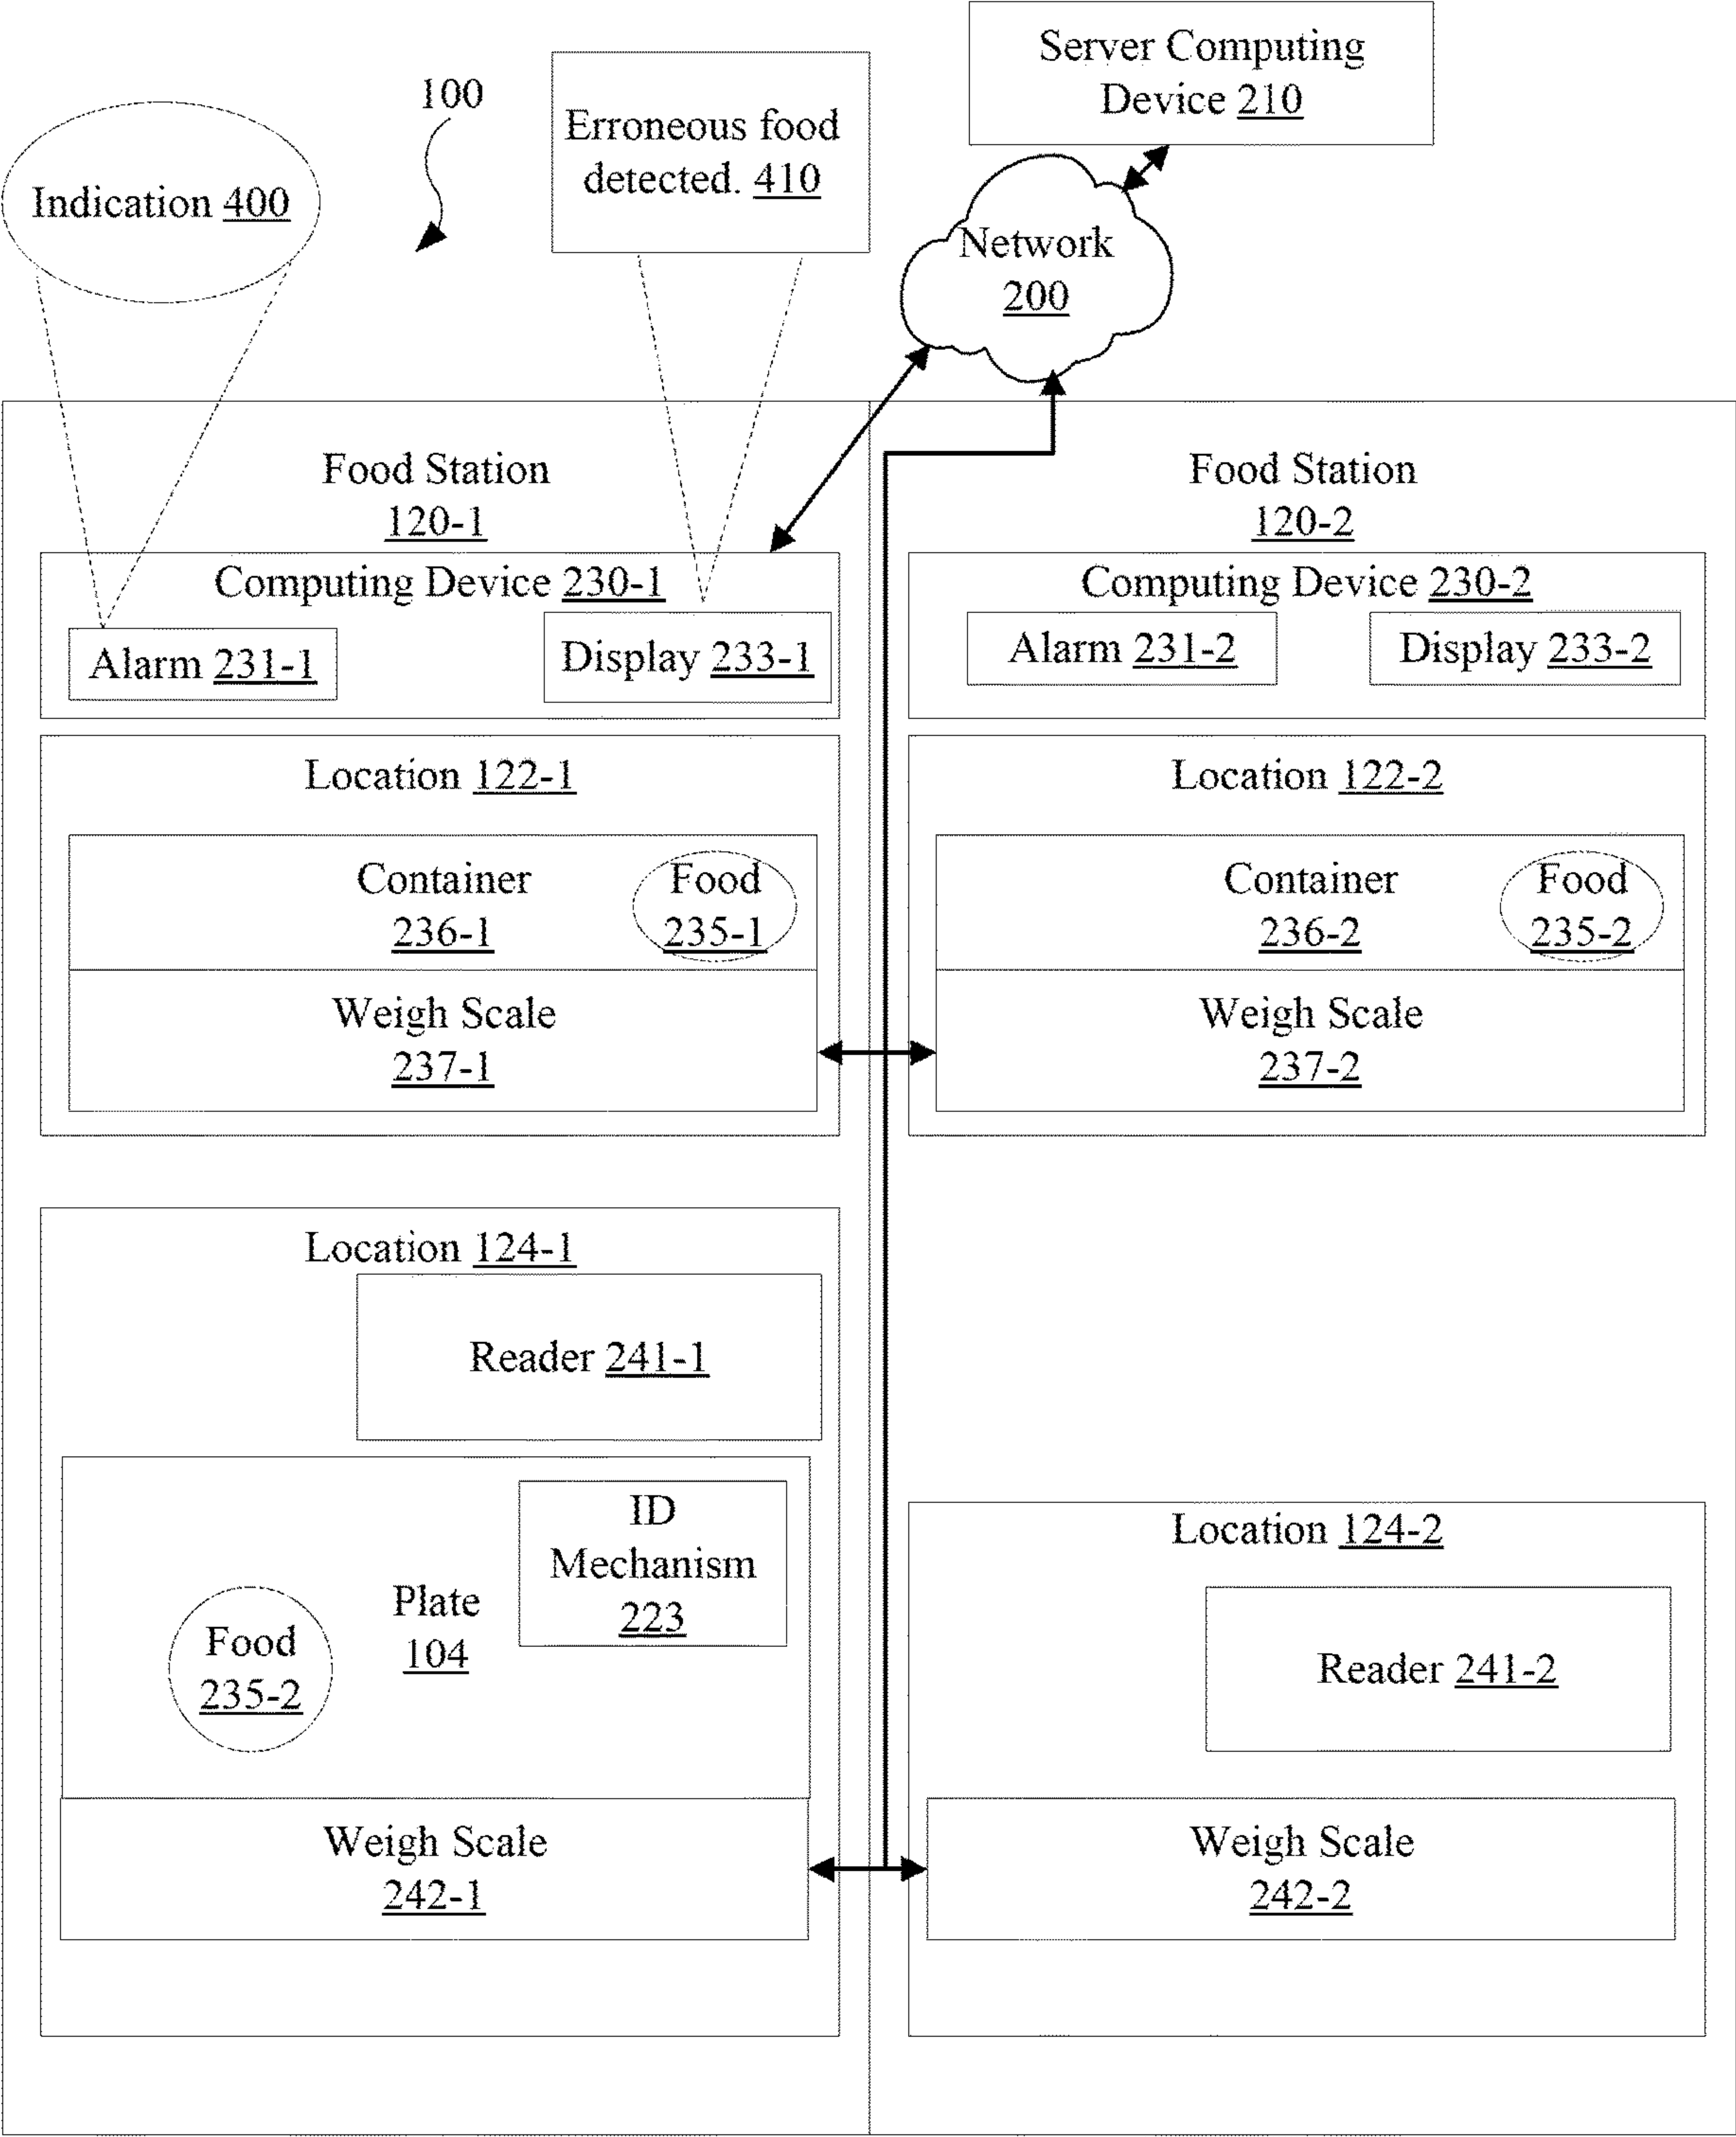 Server Computing
Device 210
100
Erroneous food
detected. 410
Indication 400
Network
200
Food Station
120-1
Computing Device 230-1
Alarm 231-1
Display 233-1
Location 122-1
Container
236-1
Food
235-1
Weigh Scale
237-1
Location 124-1
Reader 241-1
ID
Mechanism
223
Plate
104
Food
235-2
Weigh Scale
242-1
Food Station
120-2
Computing Device 230-2
Alarm 231-2
Display 233-2
Location 122-2
Container
236-2
Food
235-2
Weigh Scale
237-2
Location 124-2
Reader 241-2
Weigh Scale
242-2